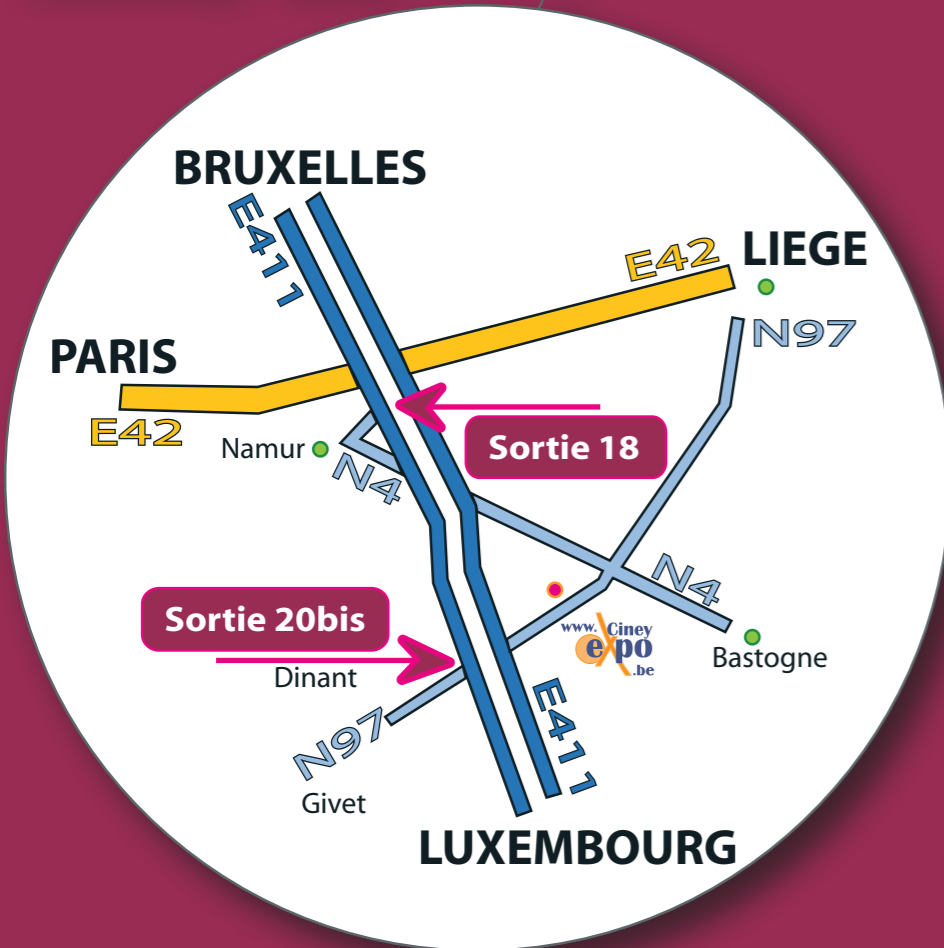 BRUXELLES
E411
E42
LIEGE
N97
PARIS
E42
Namur
N4
Sortie 18
N4
Sortie 20bis
www.Ciney
expo
.be
Bastogne
Dinant
N97
E411
Givet
LUXEMBOURG